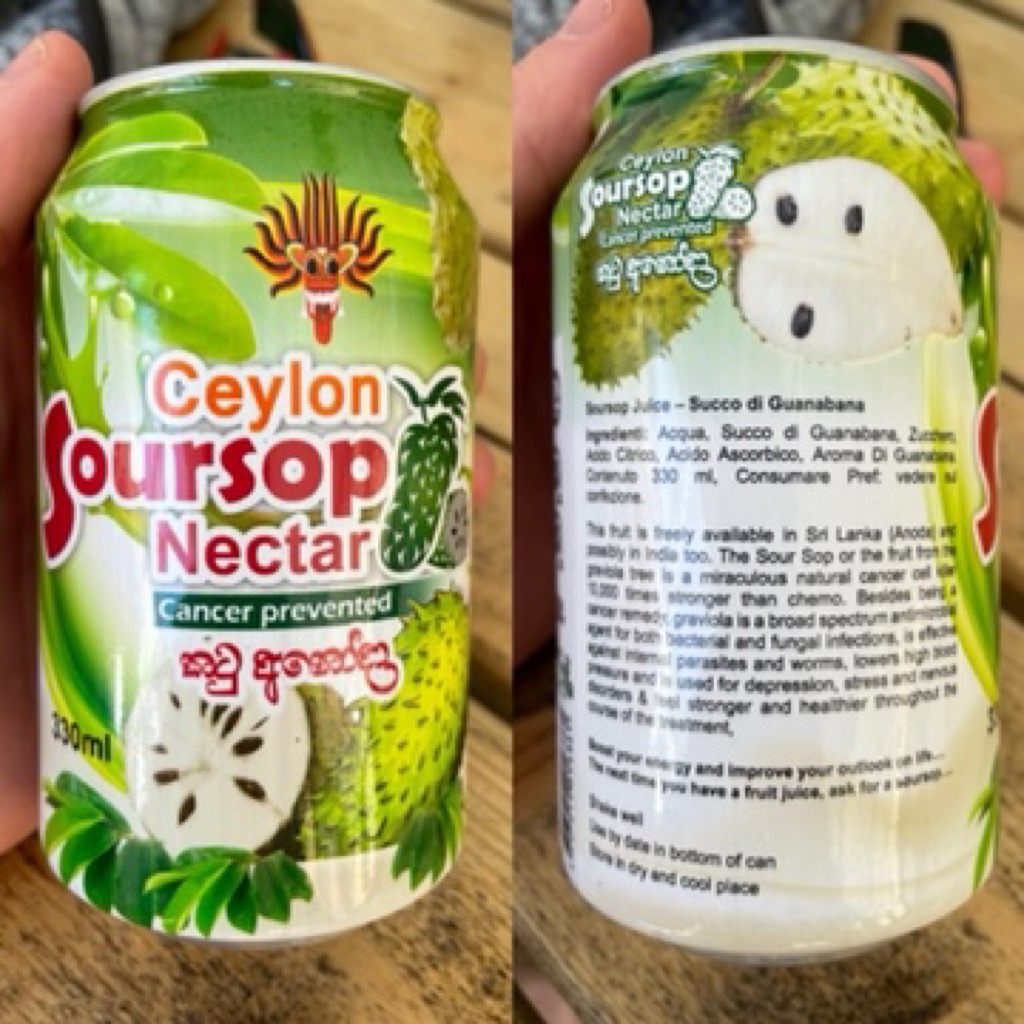 Ceylon
Soursop
Nectar
Cancer prevented
කටු අනෝදා
330ml
Ceylon
Soursop
Nectar
Cancer prevented
කටු අනෝදා
Soursop Juice – Succo di Guanabana
Ingredienti: Acqua, Succo di Guanabana, Zucchero,
Acido Citrico, Acido Ascorbico, Aroma Di Guanabana
Contenuto 330 ml, Consumare Pref: vedere sul
confezione.
This fruit is freely available in Sri Lanka (Anoda) and
possibly in India too. The Sour Sop or the fruit from the
graviola tree is a miraculous natural cancer cell killer
10,000 times stronger than chemo. Besides being a
cancer remedy, graviola is a broad spectrum antimicrobial
agent for both bacterial and fungal infections, is effective
against internal parasites and worms, lowers high blood
pressure and is used for depression, stress and nervous
disorders & feel stronger and healthier throughout the
course of the treatment,
Boost your energy and improve your outlook on life...
The next time you have a fruit juice, ask for a soursop...
Shake well
Use by date in bottom of can
Store in dry and cool place